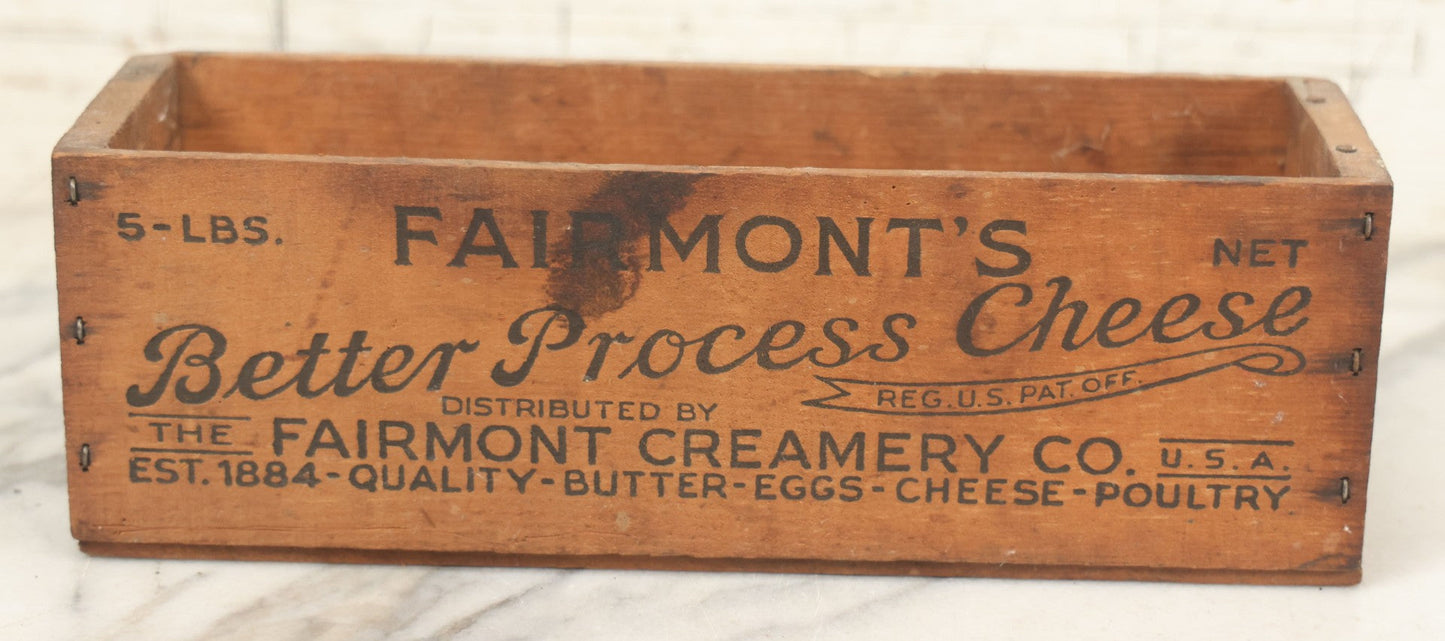 5-LBS. FAIRMONT'S NET
Better Process Cheese
REG. U.S. PAT. OFF.
DISTRIBUTED BY
THE FAIRMONT CREAMERY CO. U.S.A.
EST. 1884-QUALITY-BUTTER-EGGS-CHEESE-POULTRY.